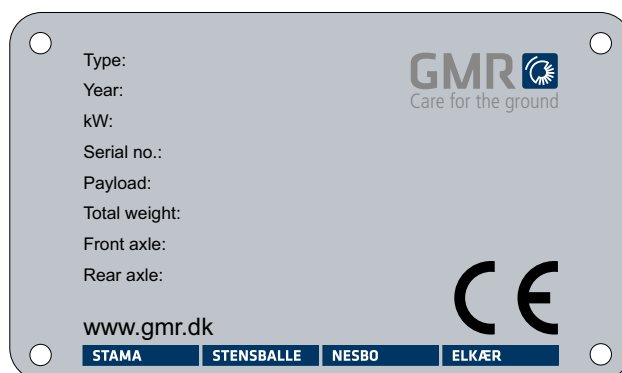 GMR
Care for the ground
Type:
Year:
kW:
Serial no.:
Payload:
Total weight:
Front axle:
Rear axle:
CE
www.gmr.dk
STAMA STENSBALLE NESBO ELKÆR